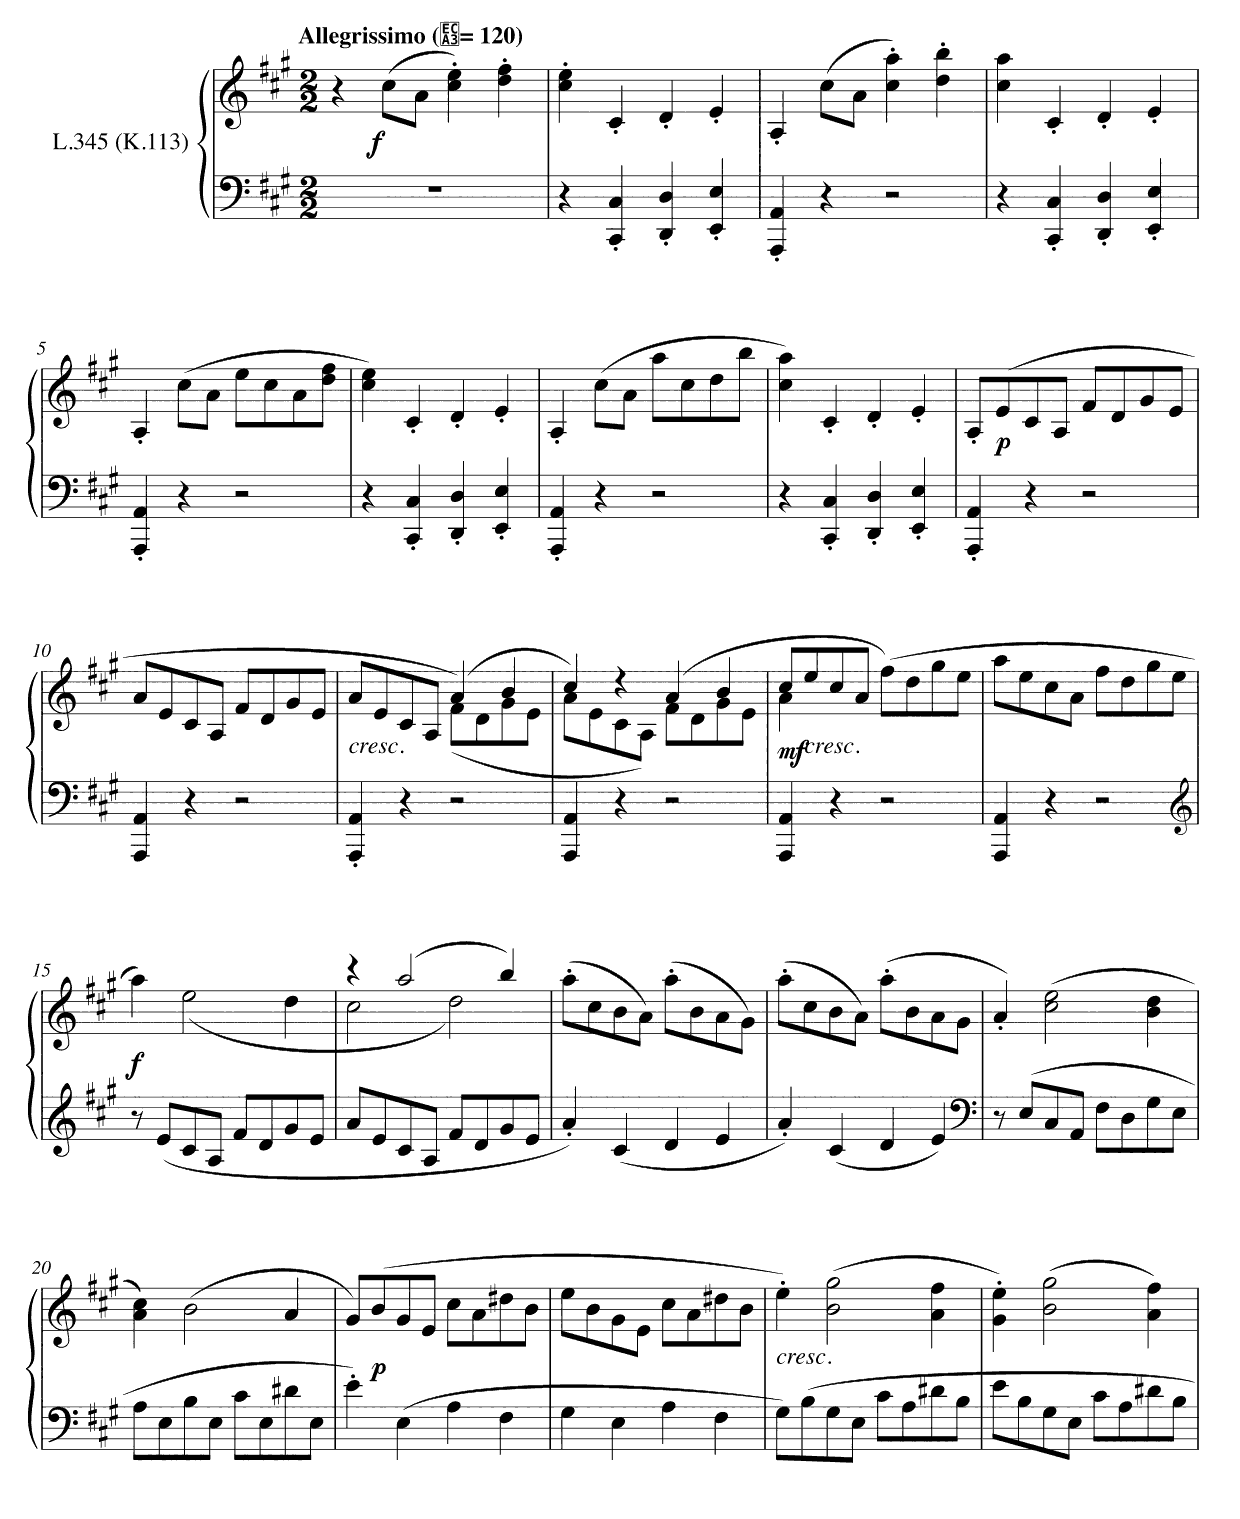 Allegrissimo (= 120)
L.345 (K.113)
f
5
p
10
cresc.
mf cresc.
15
f
20
p
cresc.